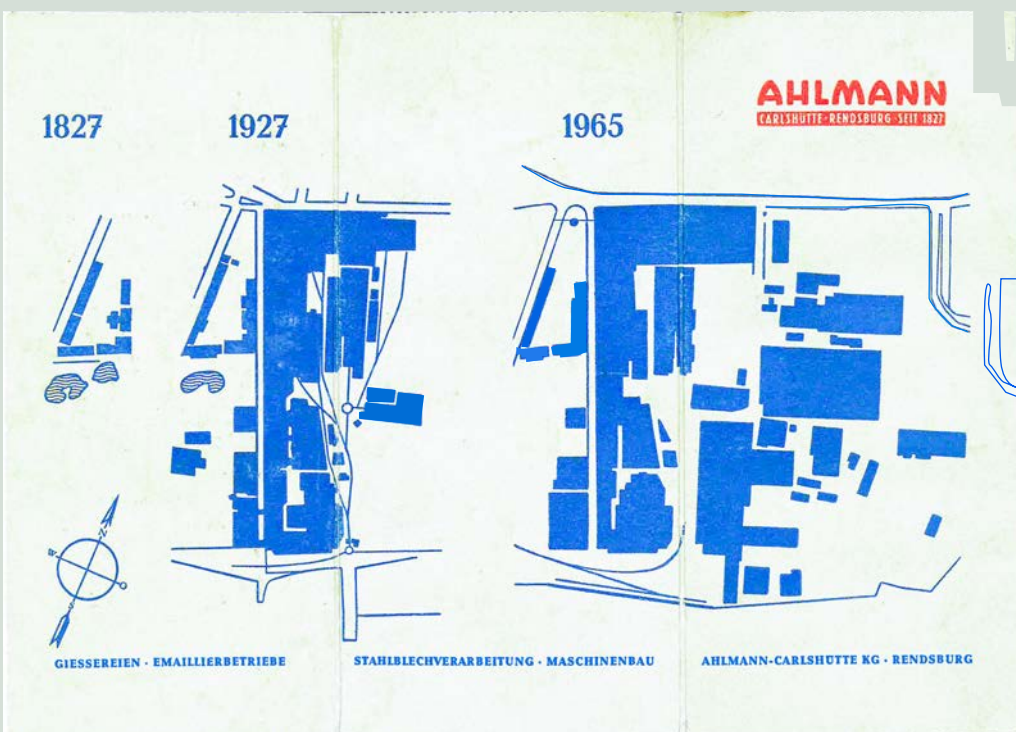 1827
1927
1965
AHLMANN
CARLSHÜTTE·RENDSBURG·SEIT 1827
N
GIESSEREIEN · EMAILLIERBETRIEBE
STAHLBLECHVERARBEITUNG · MASCHINENBAU
AHLMANN-CARLSHÜTTE KG · RENDSBURG